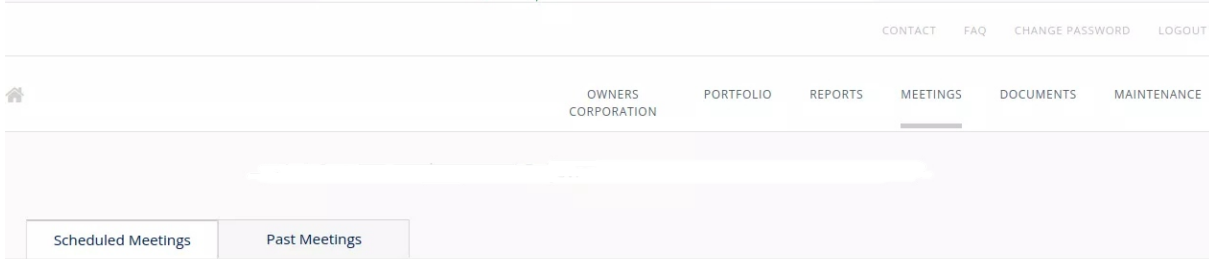 CONTACT FAQ CHANGE PASSWORD LOGOUT
OWNERS CORPORATION PORTFOLIO REPORTS MEETINGS DOCUMENTS MAINTENANCE
Scheduled Meetings Past Meetings